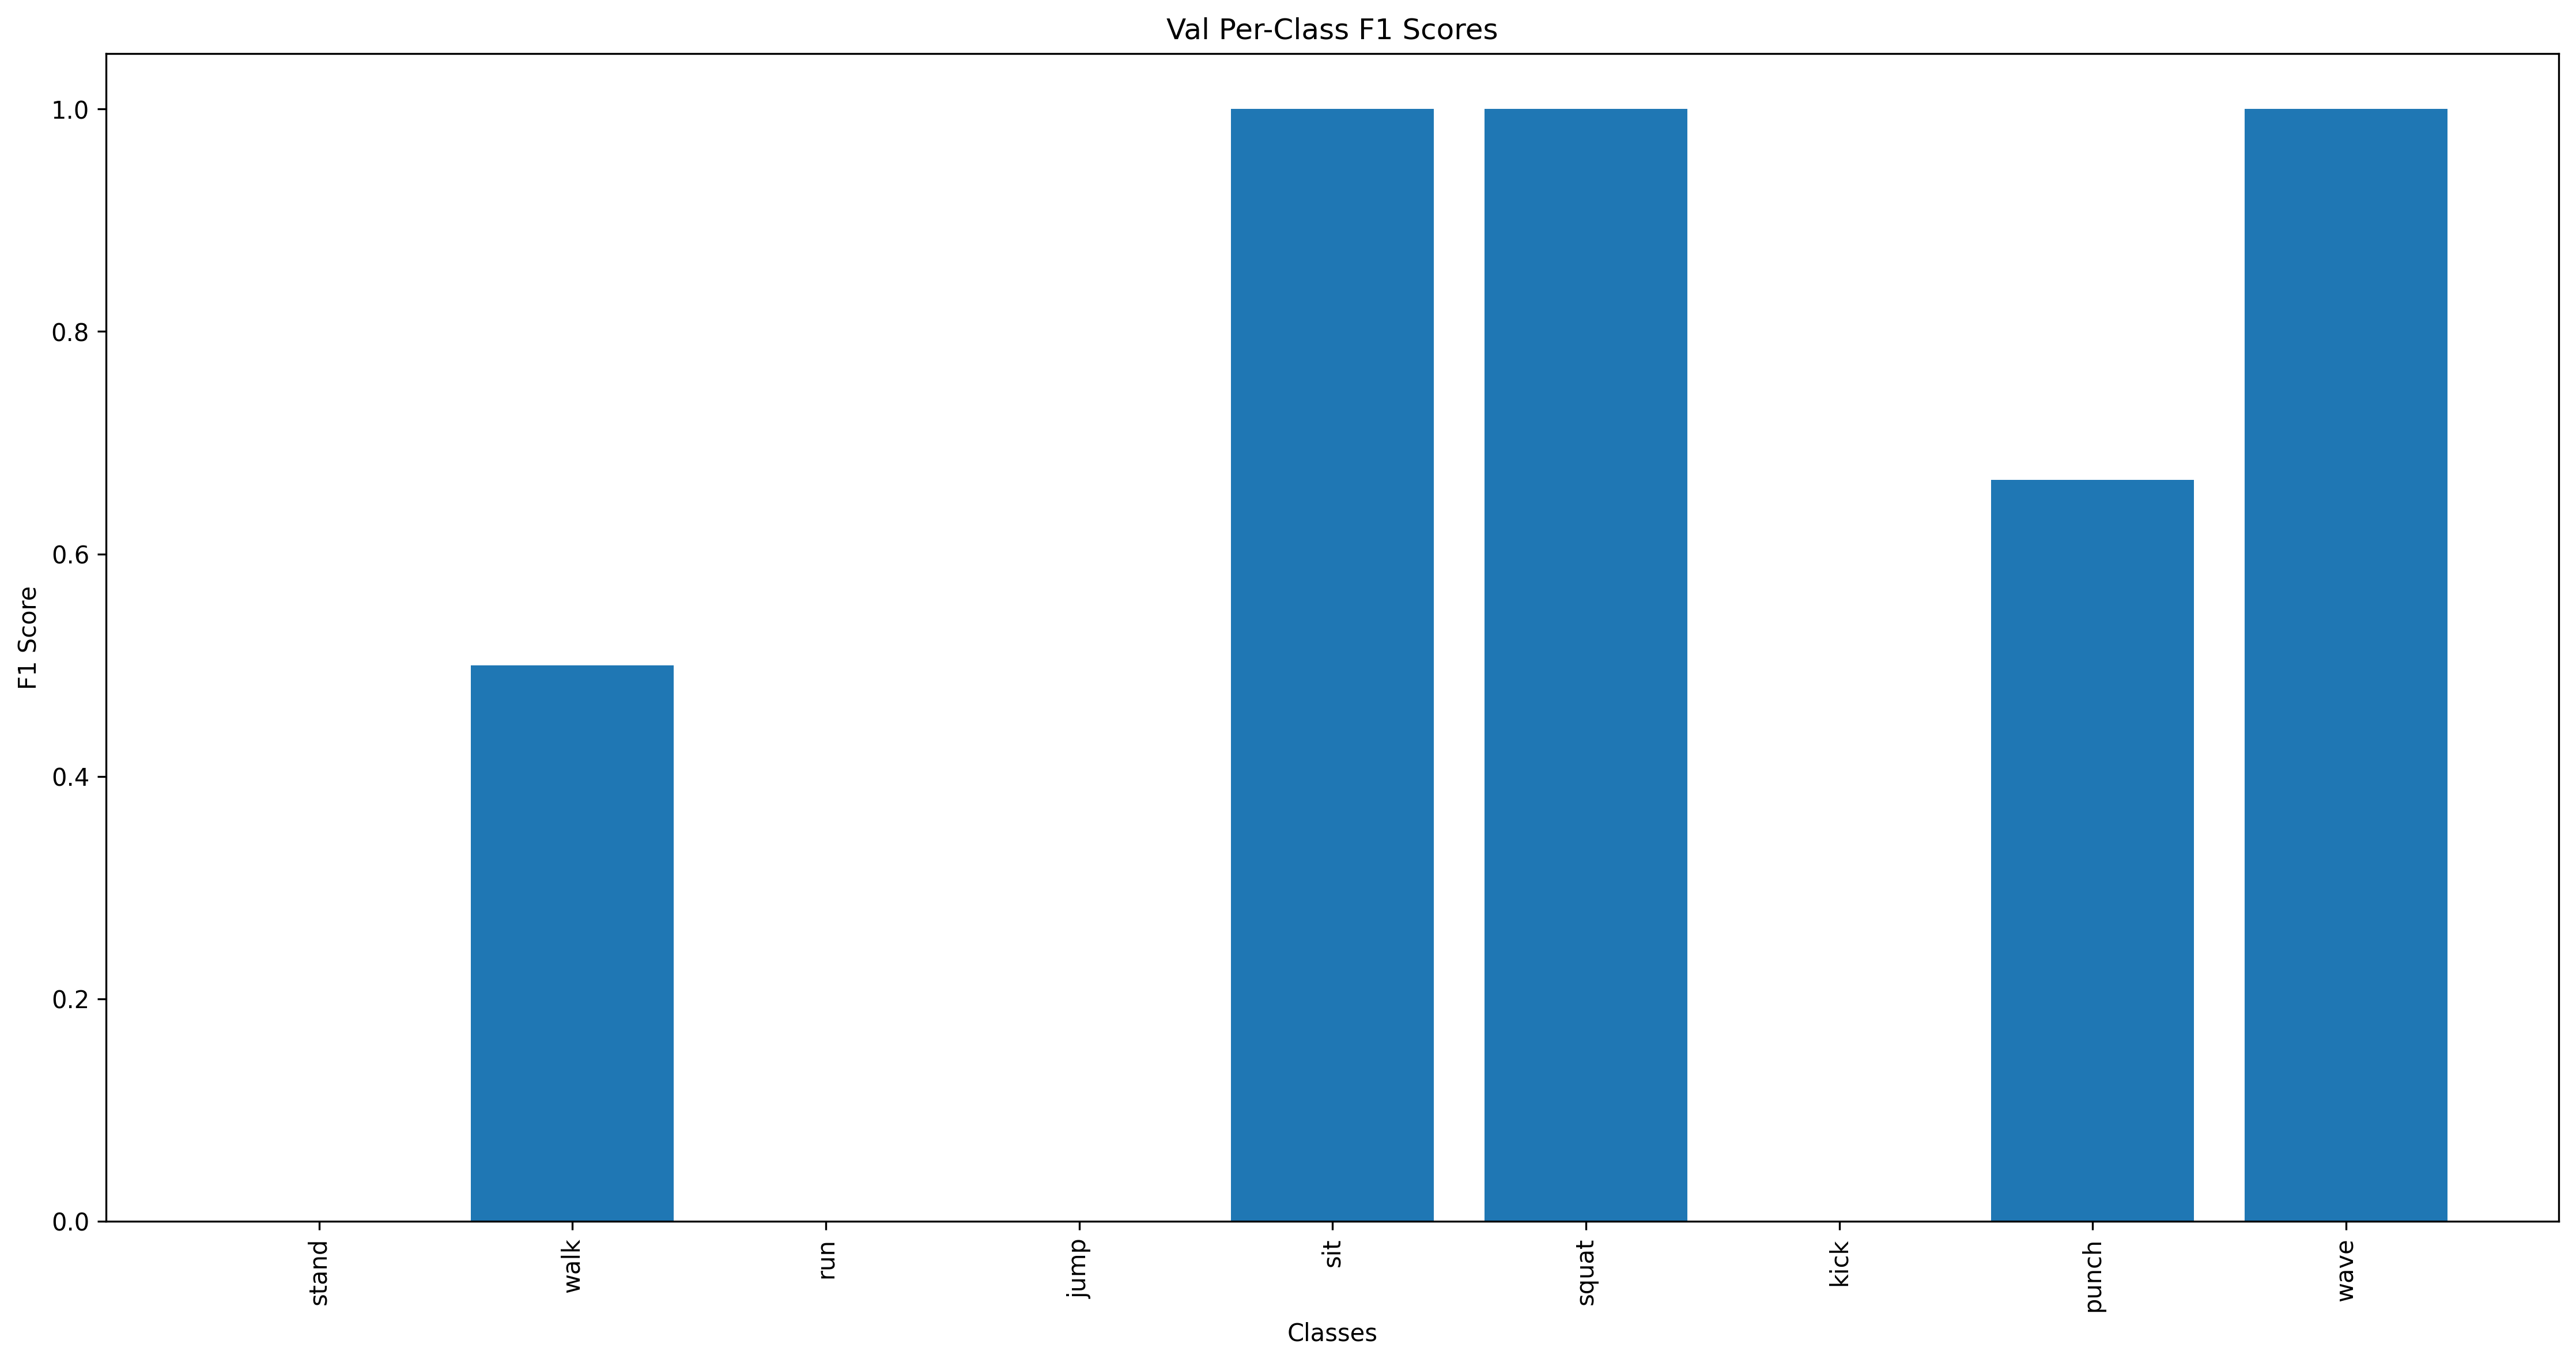 Val Per-Class F1 Scores
F1 Score
1.0
0.8
0.6
0.4
0.2
0.0
stand
walk
run
jump
sit
squat
kick
punch
wave
Classes